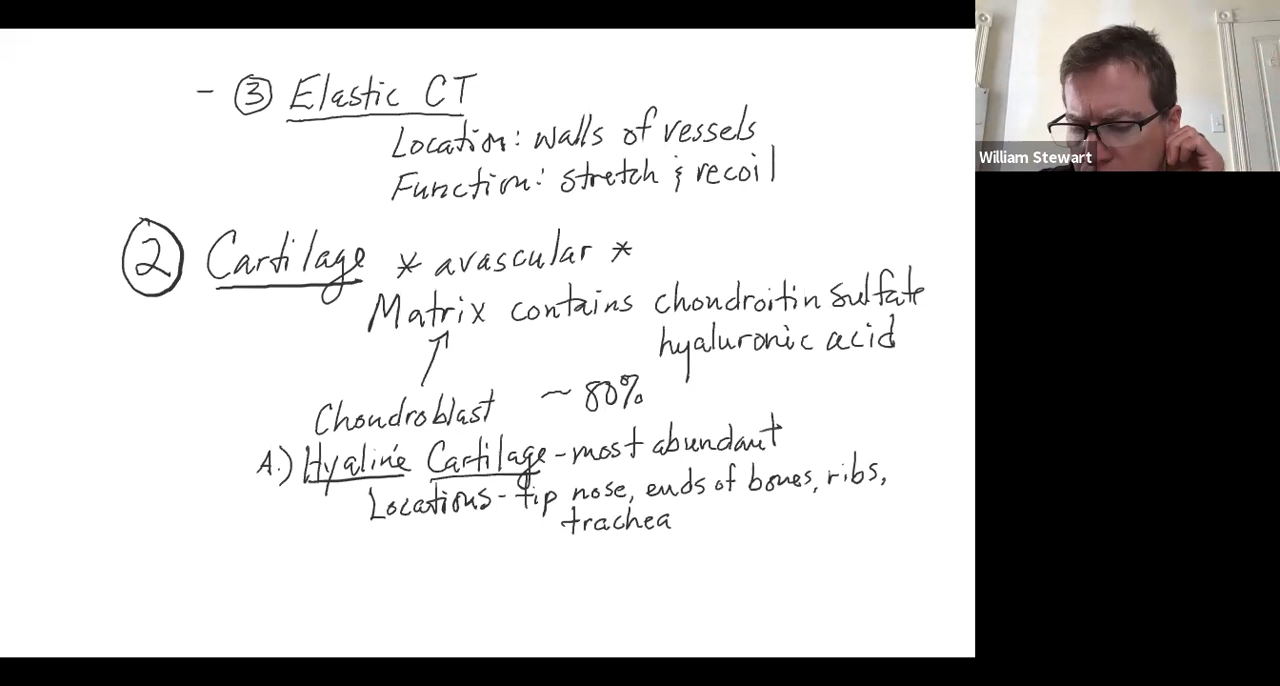 - ③ Elastic CT
Location: walls of vessels
Function: stretch & recoil
② Cartilage * avascular *
Matrix contains chondroitin sulfate
hyaluronic acid
Chondroblast ~ 80%
A.) Hyaline Cartilage - most abundant
Locations - tip nose, ends of bones, ribs,
trachea
William Stewart